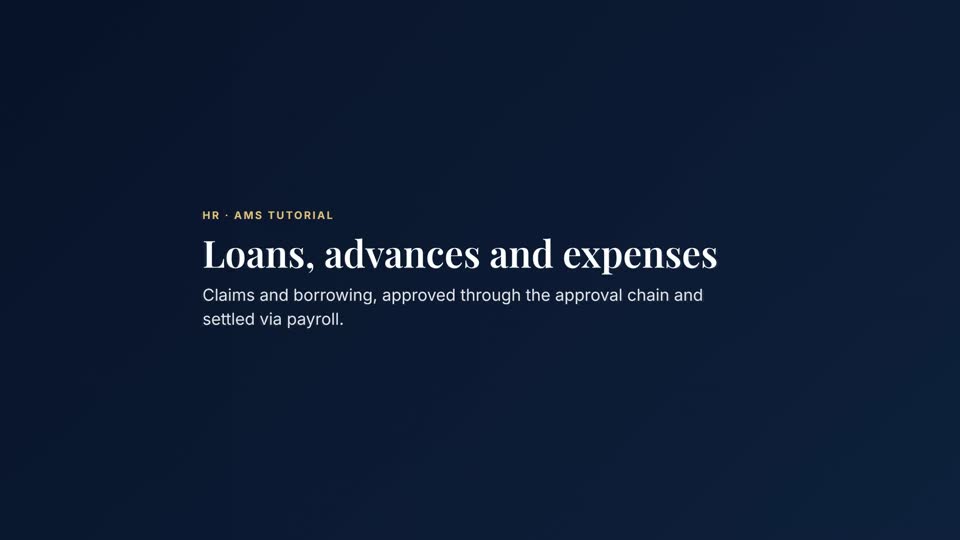 HR · AMS TUTORIAL
Loans, advances and expenses
Claims and borrowing, approved through the approval chain and
settled via payroll.